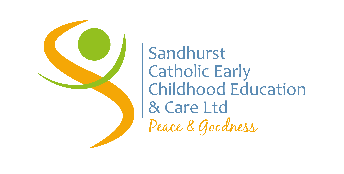 Sandhurst
Catholic Early
Childhood Education
& Care Ltd
Peace & Goodness